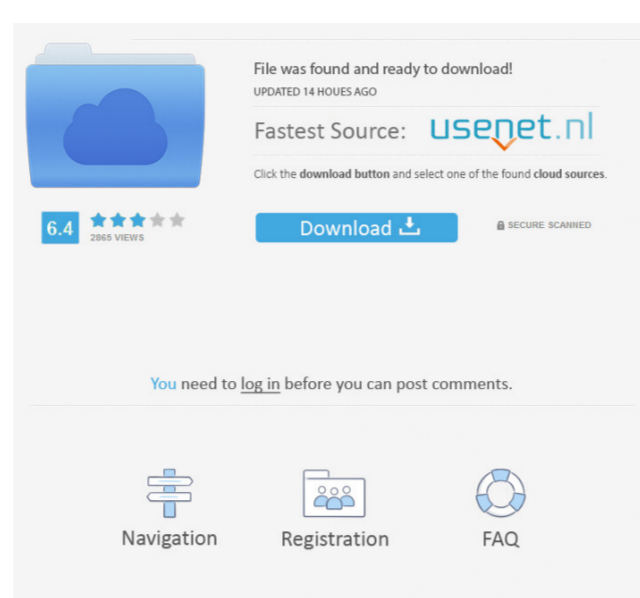 File was found and ready to download!
UPDATED 14 HOUES AGO
Fastest Source: usenet.nl
Click the download button and select one of the found cloud sources.
6.4
2865 VIEWS
Download
SECURE SCANNED
You need to log in before you can post comments.
Navigation
Registration
FAQ